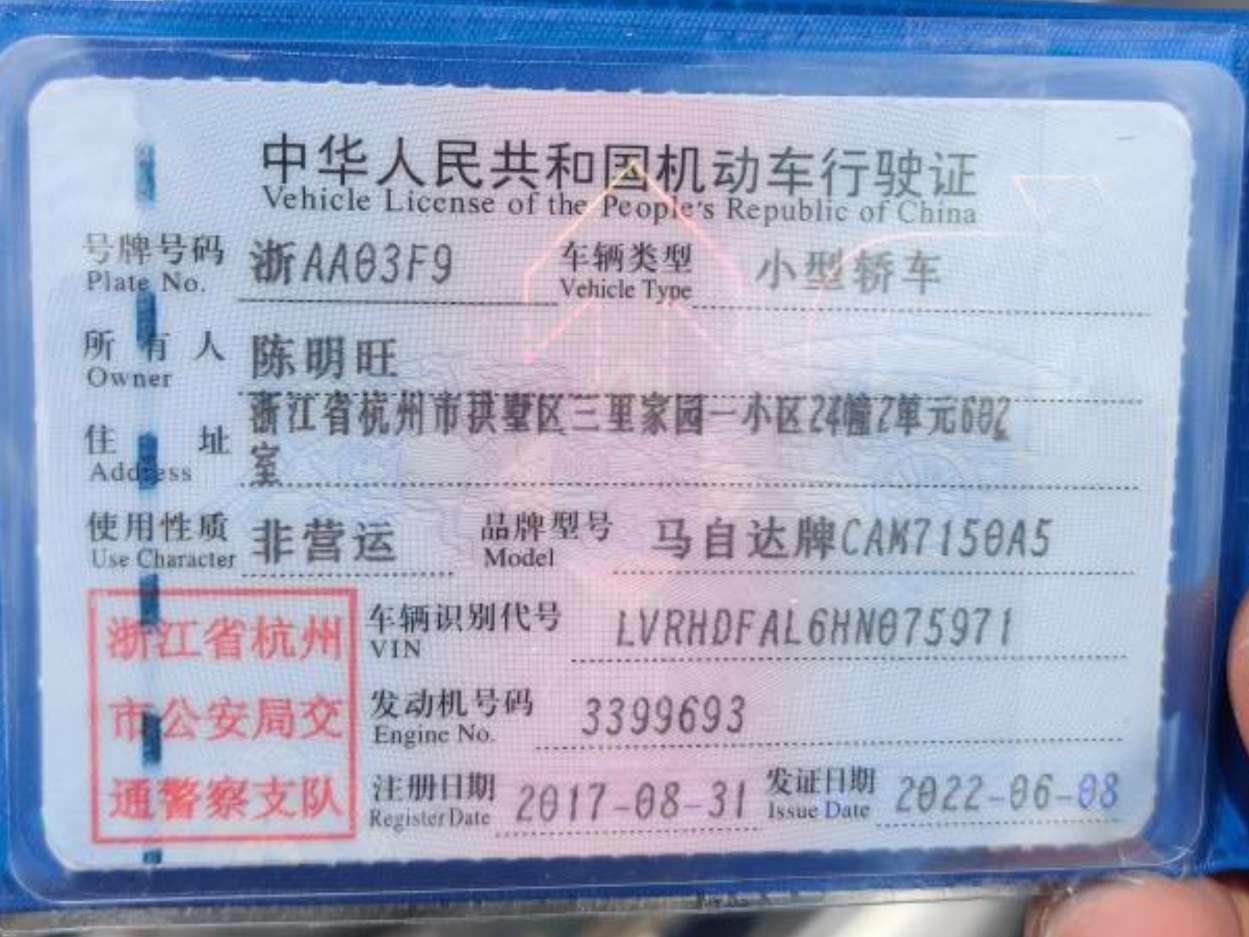 中华人民共和国机动车行驶证
Vehicle License of the People's Republic of China
号牌号码 浙AA03F9 车辆类型 小型轿车
Plate No. Vehicle Type
所有人 陈明旺
Owner
浙江省杭州市拱墅区三里家园一小区24幢2单元602
住址 室
Address
使用性质 非营运 品牌型号 马自达牌CAM7150A5
Use Character Model
浙江省杭州 车辆识别代号 LVRHDFAL6HN075971
VIN
市公安局交 发动机号码 3399693
Engine No.
通警察支队 注册日期 2017-08-31 发证日期 2022-06-08
Register Date Issue Date